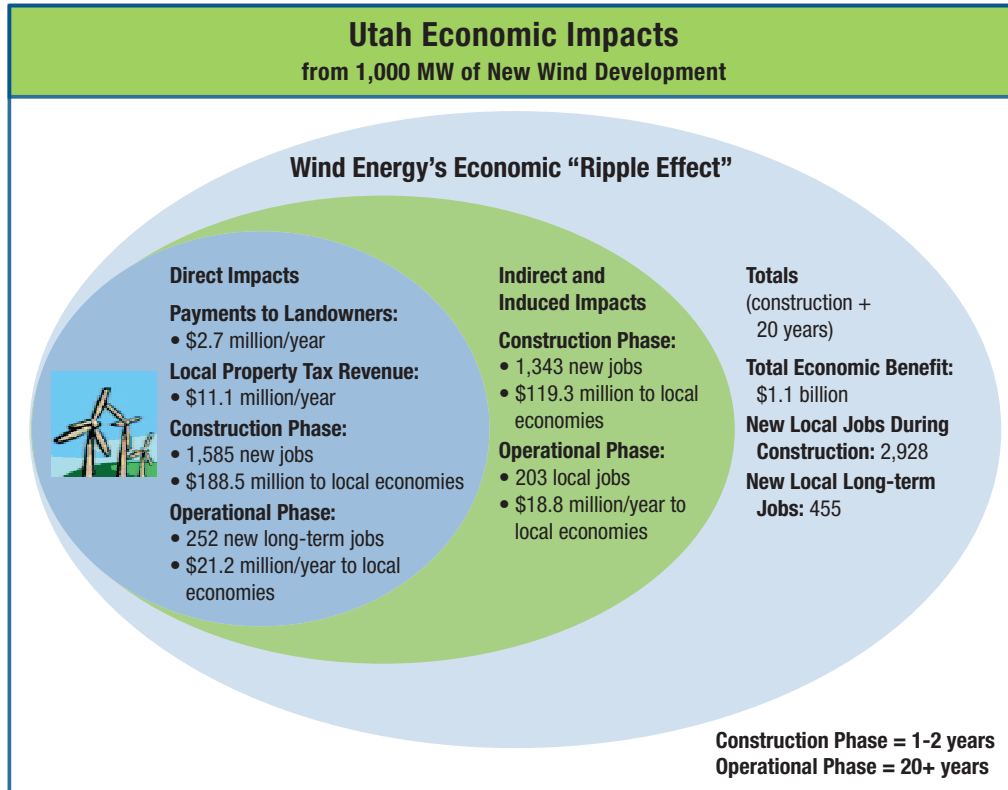 Utah Economic Impacts
from 1,000 MW of New Wind Development
Wind Energy’s Economic “Ripple Effect”
Direct Impacts
Payments to Landowners:
• $2.7 million/year
Local Property Tax Revenue:
• $11.1 million/year
Construction Phase:
• 1,585 new jobs
• $188.5 million to local economies
Operational Phase:
• 252 new long-term jobs
• $21.2 million/year to local
economies
Indirect and
Induced Impacts
Construction Phase:
• 1,343 new jobs
• $119.3 million to local
economies
Operational Phase:
• 203 local jobs
• $18.8 million/year to
local economies
Totals
(construction +
20 years)
Total Economic Benefit:
$1.1 billion
New Local Jobs During
Construction: 2,928
New Local Long-term
Jobs: 455
Construction Phase = 1-2 years
Operational Phase = 20+ years